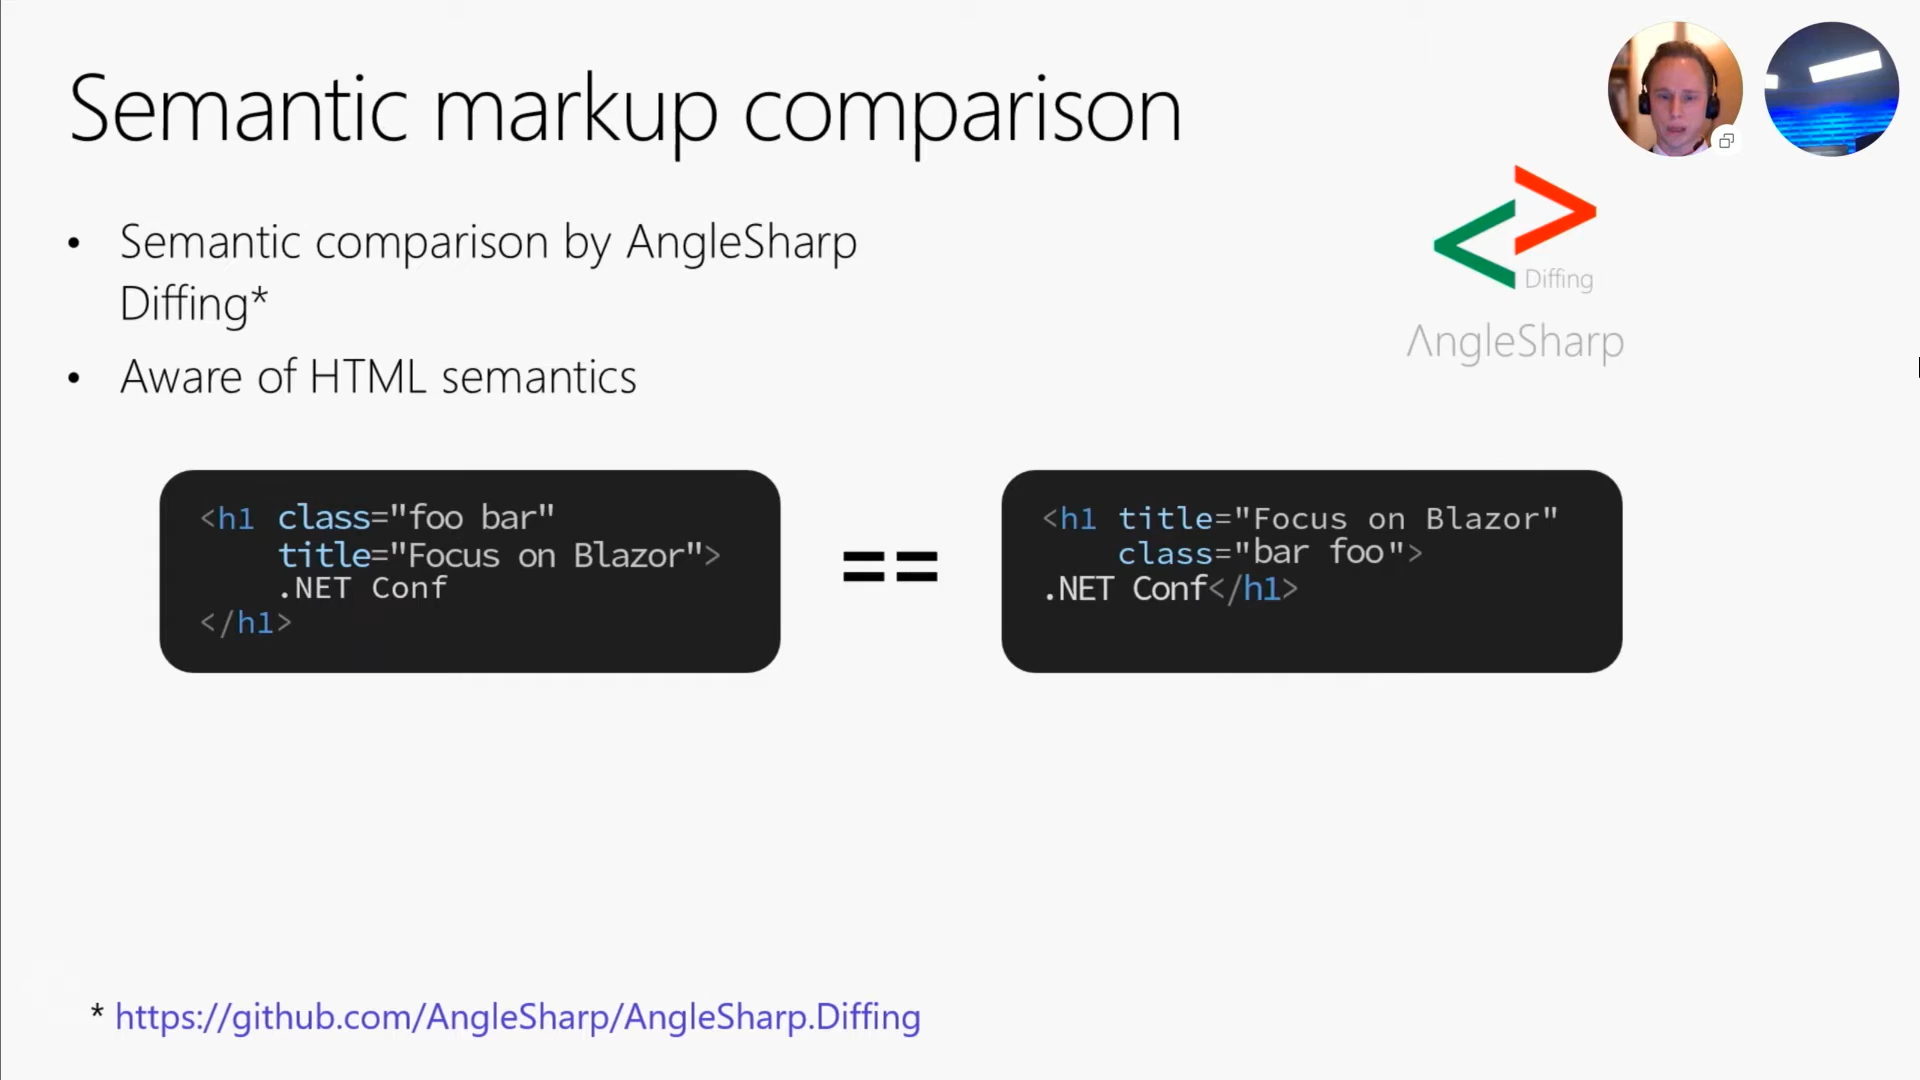 Semantic markup comparison
• Semantic comparison by AngleSharp
Diffing*
• Aware of HTML semantics
Diffing
AngleSharp
<h1 class="foo bar"
title="Focus on Blazor">
.NET Conf
</h1>
==
<h1 title="Focus on Blazor"
class="bar foo">
.NET Conf</h1>
* https://github.com/AngleSharp/AngleSharp.Diffing